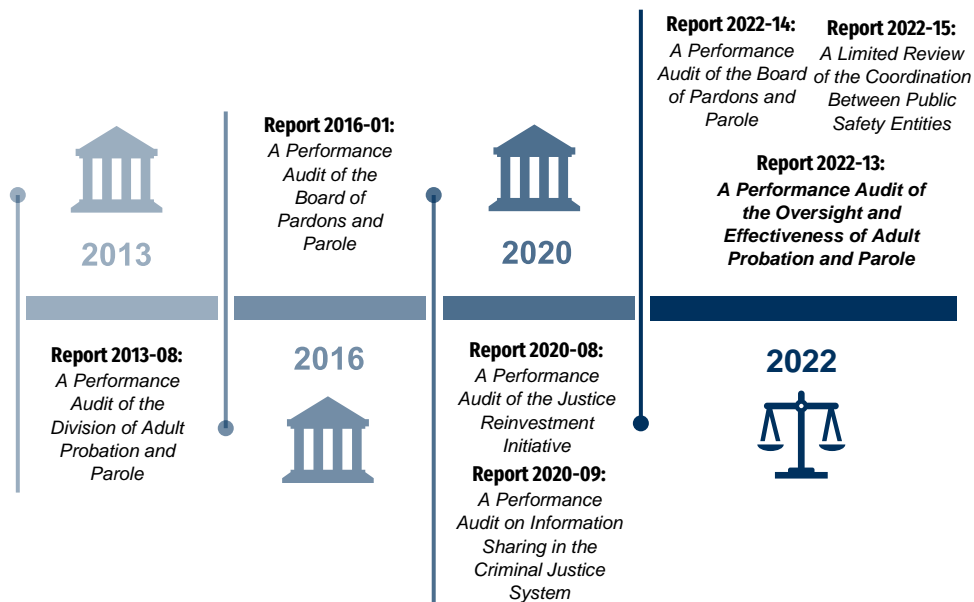 2013
Report 2013-08:
A Performance
Audit of the
Division of Adult
Probation and
Parole
Report 2016-01:
A Performance
Audit of the
Board of
Pardons and
Parole
2016
2020
Report 2020-08:
A Performance
Audit of the Justice
Reinvestment
Initiative
Report 2020-09:
A Performance
Audit on Information
Sharing in the
Criminal Justice
System
Report 2022-14:
A Performance
Audit of the Board
of Pardons and
Parole
Report 2022-15:
A Limited Review
of the Coordination
Between Public
Safety Entities
Report 2022-13:
A Performance Audit of
the Oversight and
Effectiveness of Adult
Probation and Parole
2022